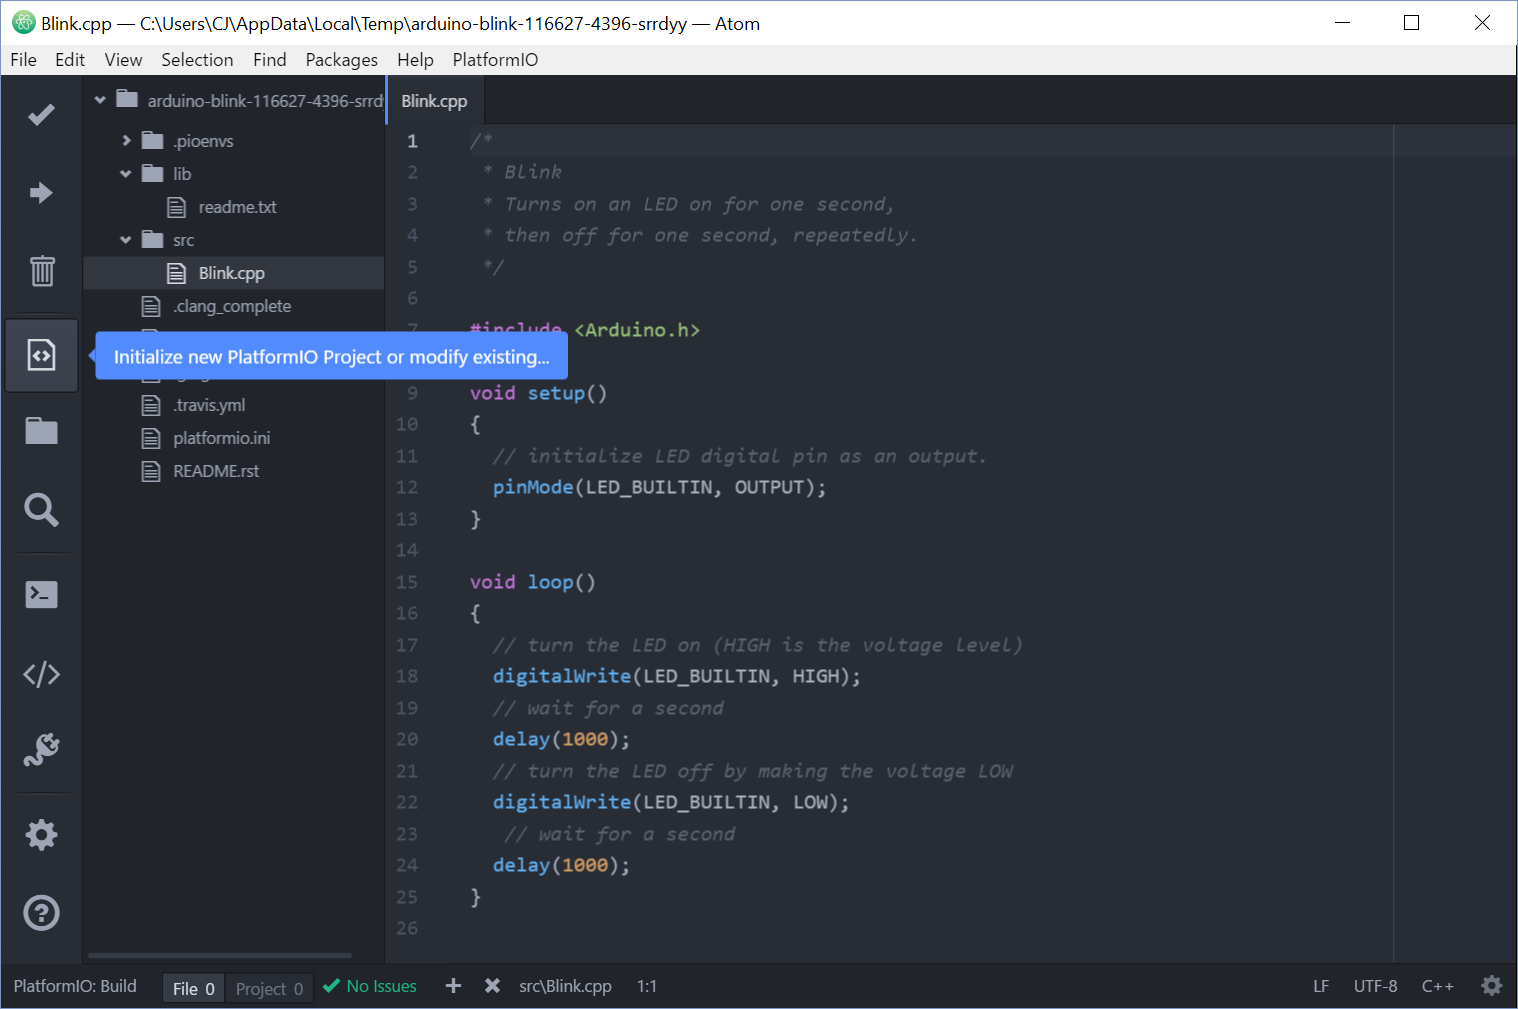 Blink.cpp — C:\Users\CJ\AppData\Local\Temp\arduino-blink-116627-4396-srrdyy — Atom
File Edit View Selection Find Packages Help PlatformIO
arduino-blink-116627-4396-srrd
.pioenvs
lib
readme.txt
src
Blink.cpp
.clang_complete
Initialize new PlatformIO Project or modify existing...
.travis.yml
platformio.ini
README.rst
Blink.cpp
1 /*
2 * Blink
3 * Turns on an LED on for one second,
4 * then off for one second, repeatedly.
5 */
6
7 #include <Arduino.h>
9 void setup()
10 {
11 // initialize LED digital pin as an output.
12 pinMode(LED_BUILTIN, OUTPUT);
13 }
14
15 void loop()
16 {
17 // turn the LED on (HIGH is the voltage level)
18 digitalWrite(LED_BUILTIN, HIGH);
19 // wait for a second
20 delay(1000);
21 // turn the LED off by making the voltage LOW
22 digitalWrite(LED_BUILTIN, LOW);
23 // wait for a second
24 delay(1000);
25 }
26
PlatformIO: Build File 0 Project 0 No Issues src\Blink.cpp 1:1 LF UTF-8 C++